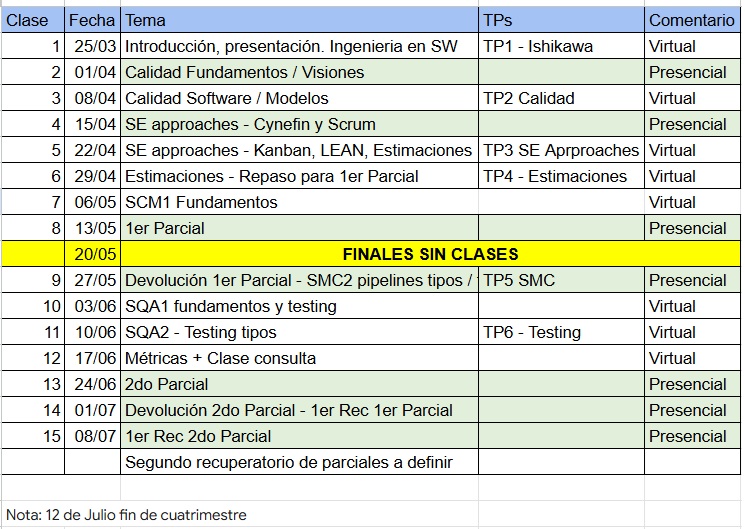 Clase Fecha Tema TPs Comentario
1 25/03 Introducción, presentación. Ingenieria en SW TP1 - Ishikawa Virtual
2 01/04 Calidad Fundamentos / Visiones Presencial
3 08/04 Calidad Software / Modelos TP2 Calidad Virtual
4 15/04 SE approaches - Cynefin y Scrum Presencial
5 22/04 SE approaches - Kanban, LEAN, Estimaciones TP3 SE Aprproaches Virtual
6 29/04 Estimaciones - Repaso para 1er Parcial TP4 - Estimaciones Virtual
7 06/05 SCM1 Fundamentos Virtual
8 13/05 1er Parcial Presencial
20/05 FINALES SIN CLASES
9 27/05 Devolución 1er Parcial - SMC2 pipelines tipos / TP5 SMC Presencial
10 03/06 SQA1 fundamentos y testing Virtual
11 10/06 SQA2 - Testing tipos TP6 - Testing Virtual
12 17/06 Métricas + Clase consulta Virtual
13 24/06 2do Parcial Presencial
14 01/07 Devolución 2do Parcial - 1er Rec 1er Parcial Presencial
15 08/07 1er Rec 2do Parcial Presencial
Segundo recuperatorio de parciales a definir
Nota: 12 de Julio fin de cuatrimestre